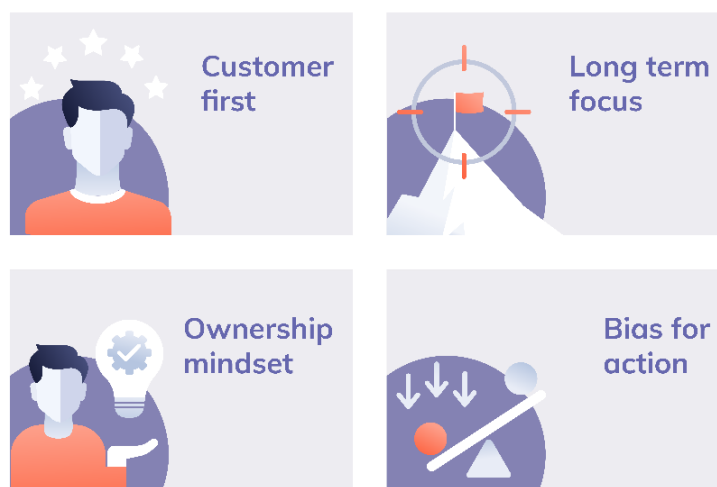 Customer
first
Long term
focus
Ownership
mindset
Bias for
action